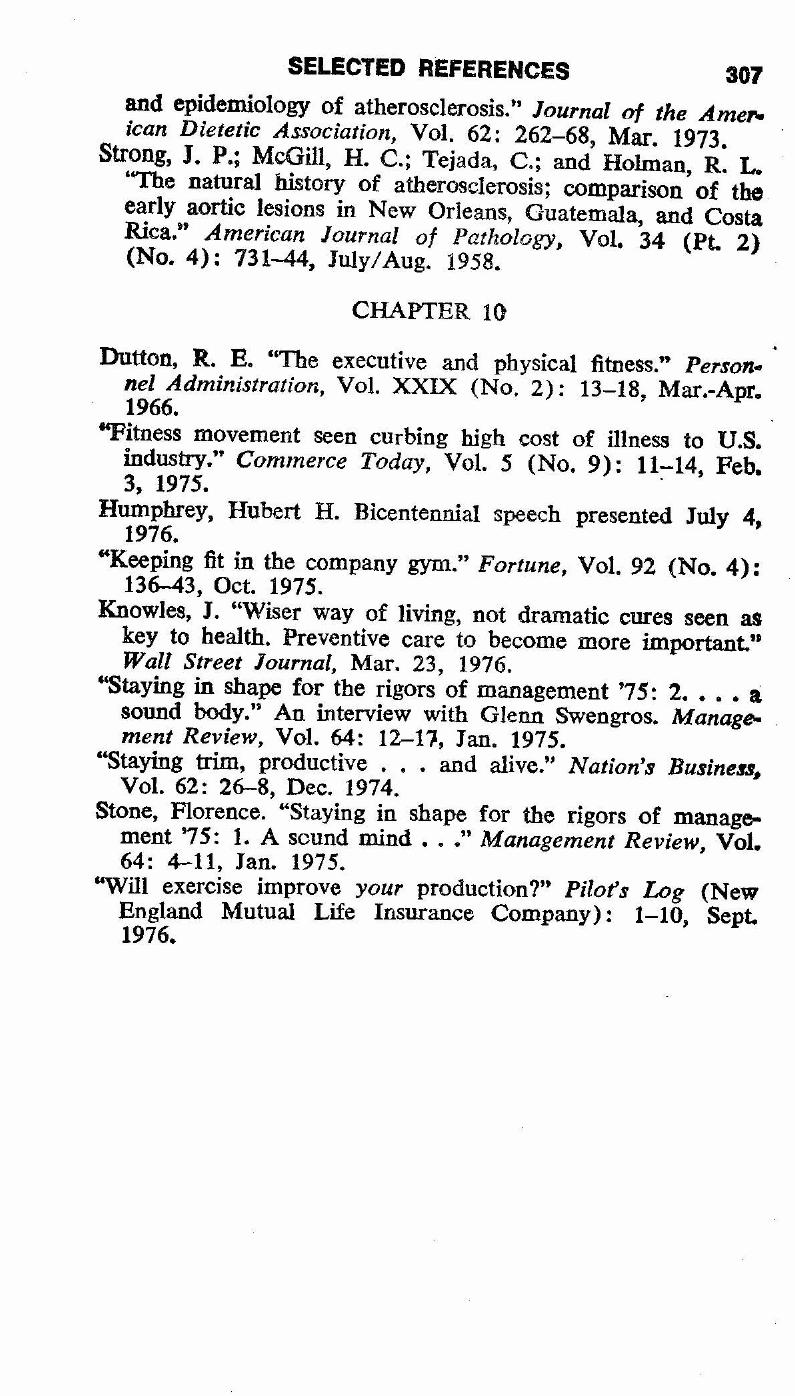 SELECTED REFERENCES 307
and epidemiology of atherosclerosis.” Journal of the Amer-
ican Dietetic Association, Vol. 62: 262–68, Mar. 1973.
Strong, J. P.; McGill, H. C.; Tejada, C.; and Holman, R. L.
“The natural history of atherosclerosis; comparison of the
early aortic lesions in New Orleans, Guatemala, and Costa
Rica.” American Journal of Pathology, Vol. 34 (Pt. 2)
(No. 4): 731–44, July/Aug. 1958.
CHAPTER 10
Dutton, R. E. “The executive and physical fitness.” Person-
nel Administration, Vol. XXIX (No. 2): 13–18, Mar.-Apr.
1966.
“Fitness movement seen curbing high cost of illness to U.S.
industry.” Commerce Today, Vol. 5 (No. 9): 11–14, Feb.
3, 1975.
Humphrey, Hubert H. Bicentennial speech presented July 4,
1976.
“Keeping fit in the company gym.” Fortune, Vol. 92 (No. 4):
136–43, Oct. 1975.
Knowles, J. “Wiser way of living, not dramatic cures seen as
key to health. Preventive care to become more important.”
Wall Street Journal, Mar. 23, 1976.
“Staying in shape for the rigors of management ’75: 2. . . . a
sound body.” An interview with Glenn Swengros. Manage-
ment Review, Vol. 64: 12–17, Jan. 1975.
“Staying trim, productive . . . and alive.” Nation’s Business,
Vol. 62: 26–8, Dec. 1974.
Stone, Florence. “Staying in shape for the rigors of manage-
ment ’75: 1. A sound mind . . .” Management Review, Vol.
64: 4–11, Jan. 1975.
“Will exercise improve your production?” Pilot’s Log (New
England Mutual Life Insurance Company): 1–10, Sept.
1976.